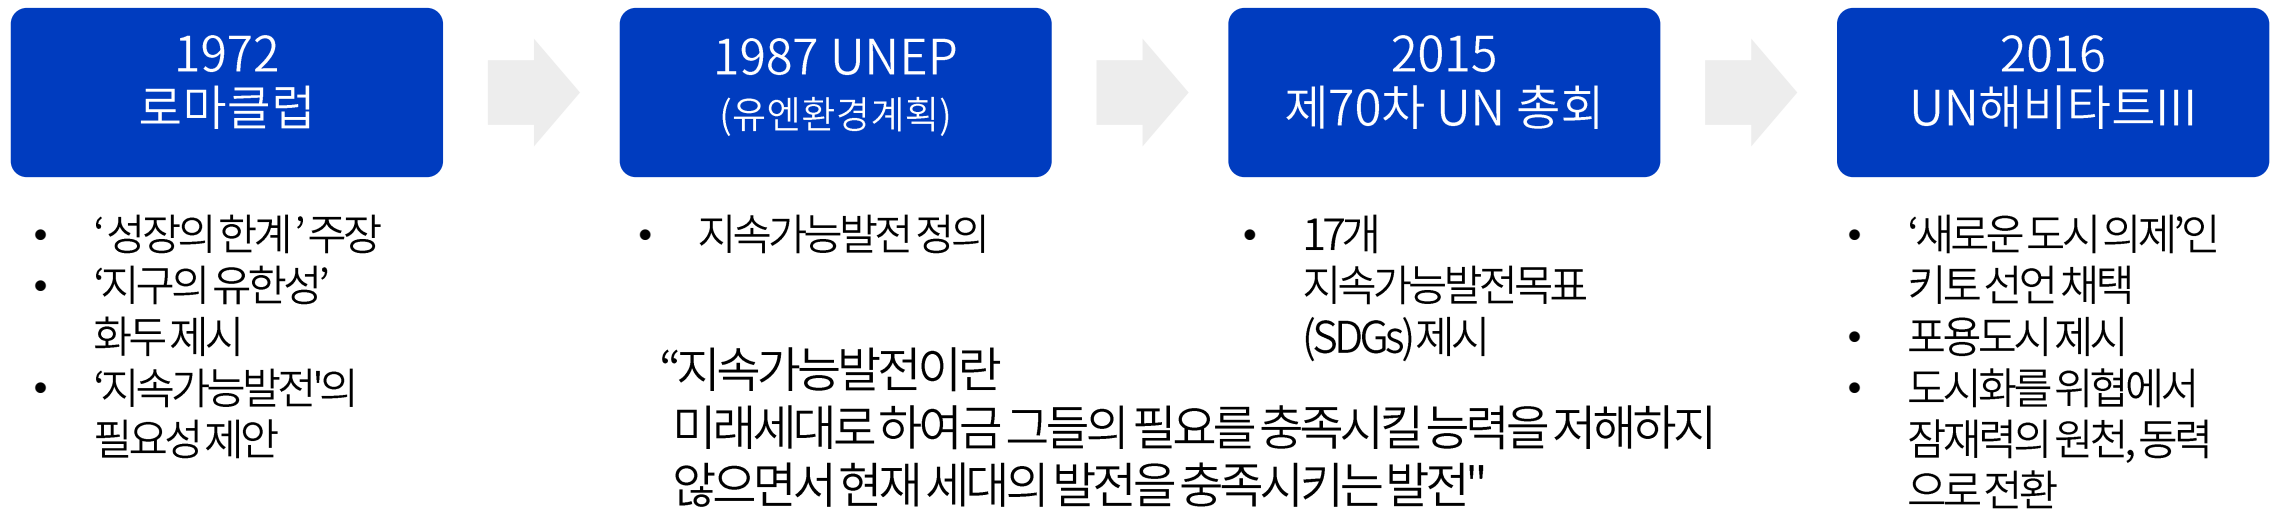 1972
로마클럽
• ‘ 성장의 한계 ’ 주장
• ‘지구의 유한성’
화두 제시
• ‘지속가능발전'의
필요성 제안
1987 UNEP
(유엔환경계획)
• 지속가능발전 정의
“지속가능발전이란
미래세대로 하여금 그들의 필요를 충족시킬 능력을 저해하지
않으면서 현재 세대의 발전을 충족시키는 발전"
2015
제70차 UN 총회
• 17개
지속가능발전목표
(SDGs) 제시
2016
UN해비타트III
• ‘새로운 도시 의제’인
키토 선언 채택
• 포용도시 제시
• 도시화를 위협에서
잠재력의 원천, 동력
으로 전환